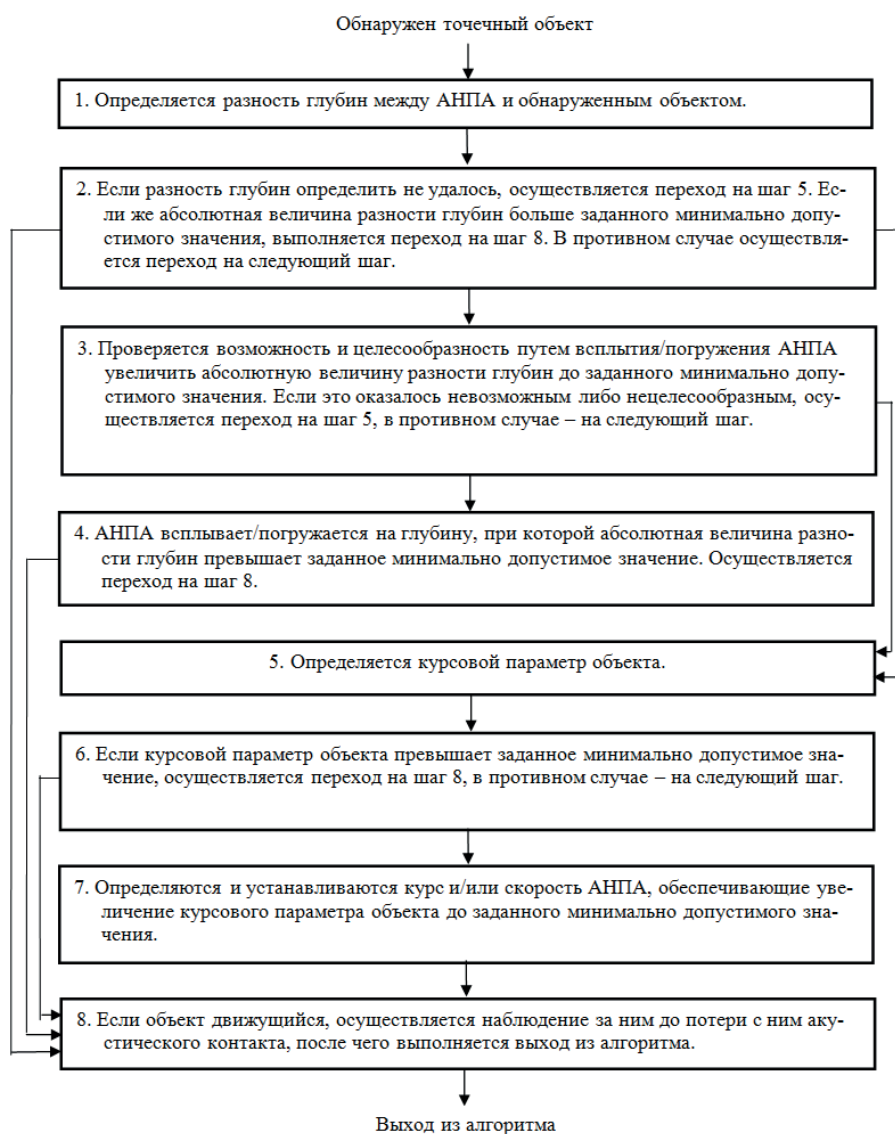 Обнаружен точечный объект
1. Определяется разность глубин между АНПА и обнаруженным объектом.
2. Если разность глубин определить не удалось, осуществляется переход на шаг 5. Ес-
ли же абсолютная величина разности глубин больше заданного минимально допу-
стимого значения, выполняется переход на шаг 8. В противном случае осуществля-
ется переход на следующий шаг.
3. Проверяется возможность и целесообразность путем всплытия/погружения АНПА
увеличить абсолютную величину разности глубин до заданного минимально допу-
стимого значения. Если это оказалось невозможным либо нецелесообразным, осу-
ществляется переход на шаг 5, в противном случае – на следующий шаг.
4. АНПА всплывает/погружается на глубину, при которой абсолютная величина разно-
сти глубин превышает заданное минимально допустимое значение. Осуществляется
переход на шаг 8.
5. Определяется курсовой параметр объекта.
6. Если курсовой параметр объекта превышает заданное минимально допустимое зна-
чение, осуществляется переход на шаг 8, в противном случае – на следующий шаг.
7. Определяются и устанавливаются курс и/или скорость АНПА, обеспечивающие уве-
личение курсового параметра объекта до заданного минимально допустимого зна-
чения.
8. Если объект движущийся, осуществляется наблюдение за ним до потери с ним аку-
стического контакта, после чего выполняется выход из алгоритма.
Выход из алгоритма